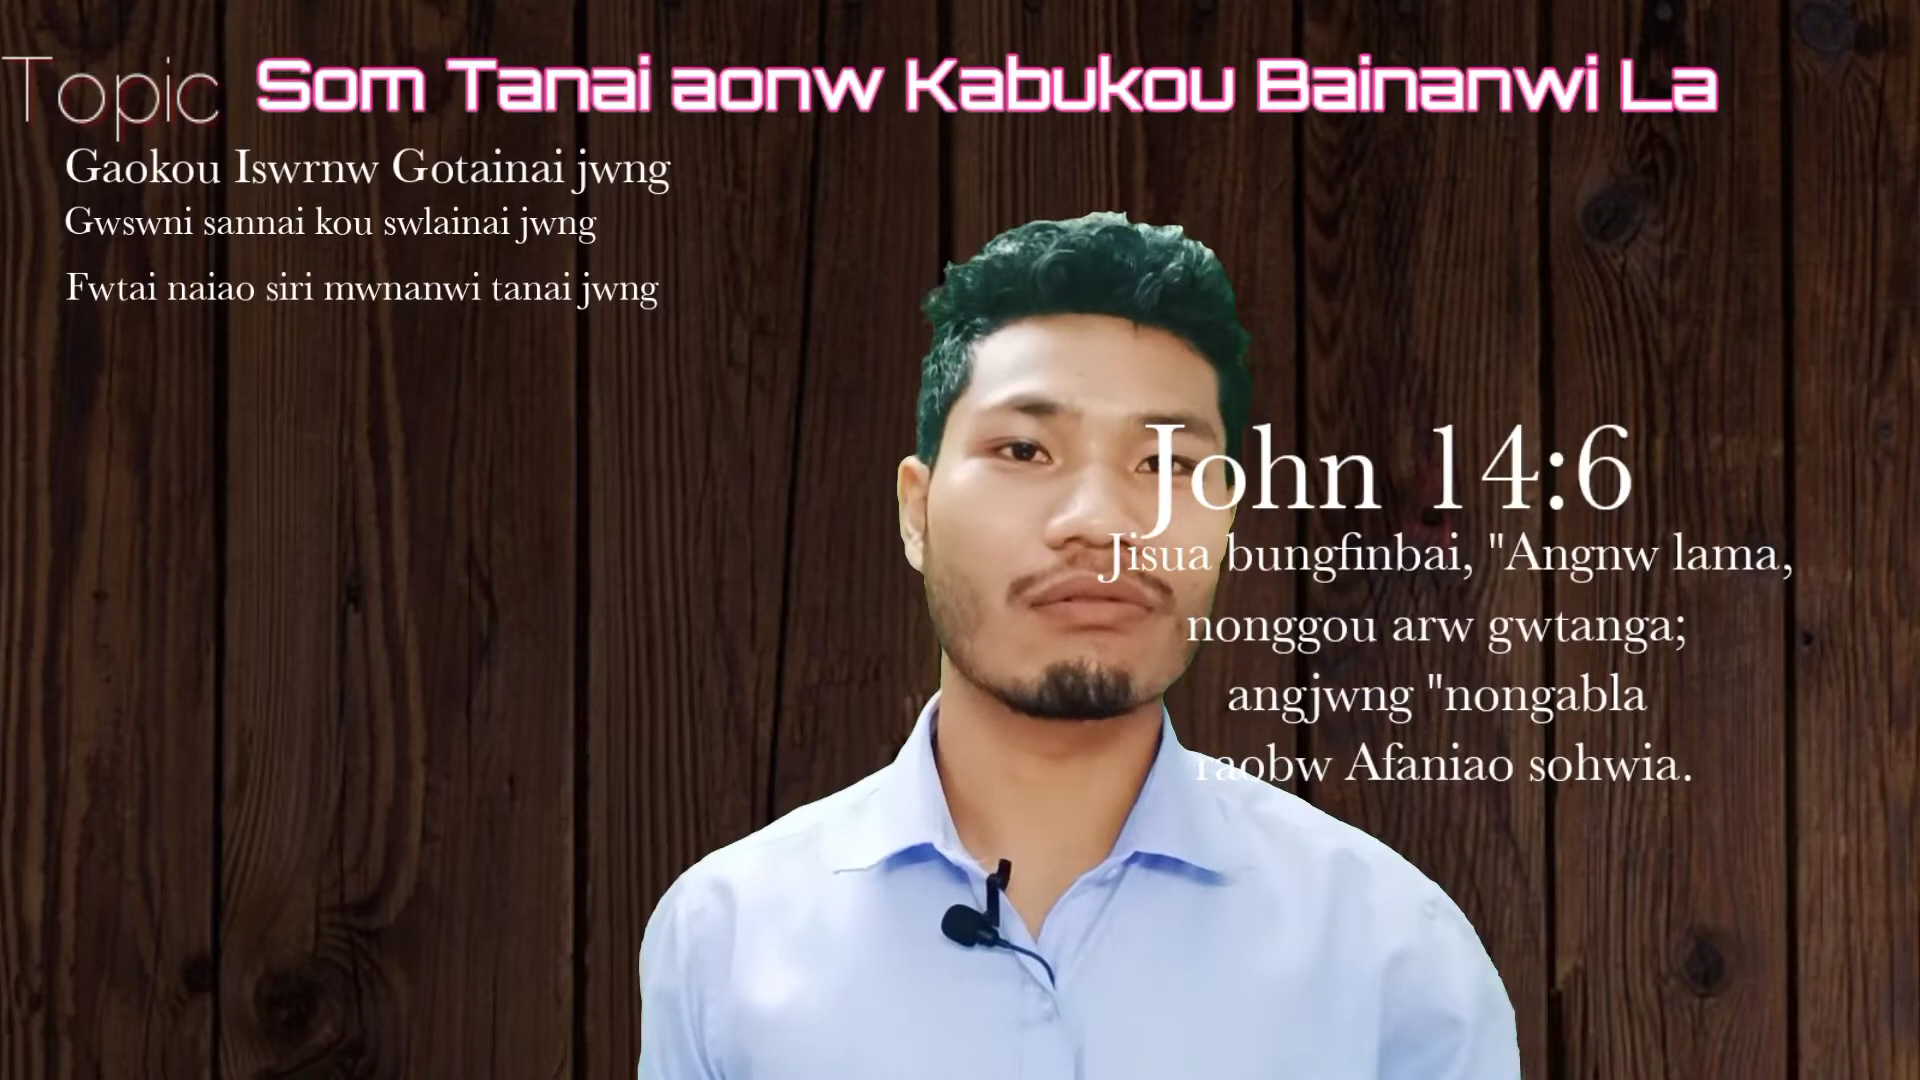 Topic Som Tanai aonw Kabukou Bainanwi La
Gaokou Iswrnw Gotainai jwng
Gwswni sannai kou swlainai jwng
Fwtai naiao siri mwnanwi tanai jwng
John 14:6
Jisua bungfinbai, "Angnw lama,
nonggou arw gwtanga;
angjwng "nongabla
raobw Afaniao sohwia.